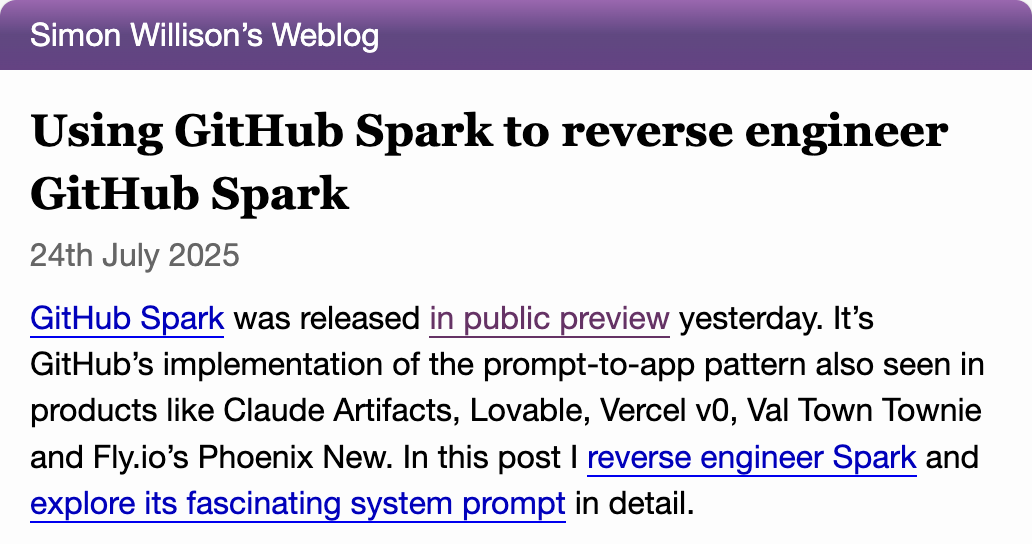 Simon Willison’s Weblog
Using GitHub Spark to reverse engineer
GitHub Spark
24th July 2025
GitHub Spark was released in public preview yesterday. It’s
GitHub’s implementation of the prompt-to-app pattern also seen in
products like Claude Artifacts, Lovable, Vercel v0, Val Town Townie
and Fly.io’s Phoenix New. In this post I reverse engineer Spark and
explore its fascinating system prompt in detail.